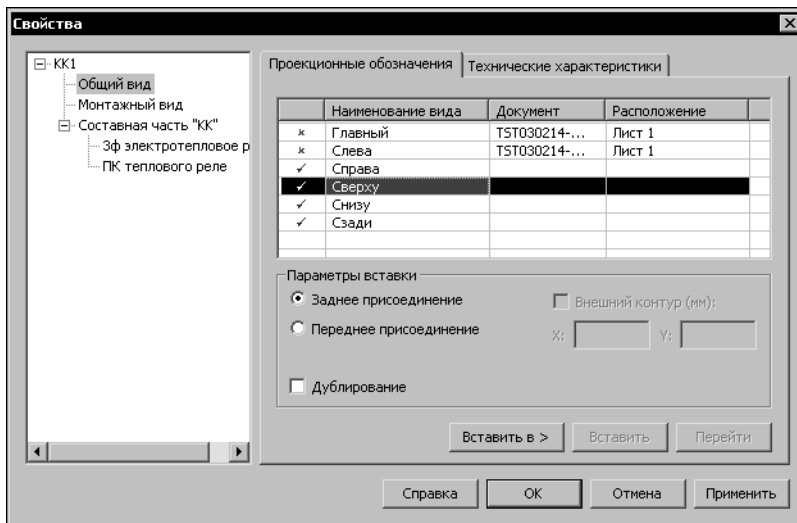 Свойства
KK1
Общий вид
Монтажный вид
Составная часть "КК"
3ф электротепловое р
ПК теплового реле
Проекционные обозначения Технические характеристики
Наименование вида Документ Расположение
Главный TST030214-... Лист 1
Слева TST030214-... Лист 1
Справа
Сверху
Снизу
Сзади
Параметры вставки
Заднее присоединение
Внешний контур (мм):
Переднее присоединение
X: Y:
Дублирование
Вставить в > Вставить Перейти
Справка ОК Отмена Применить